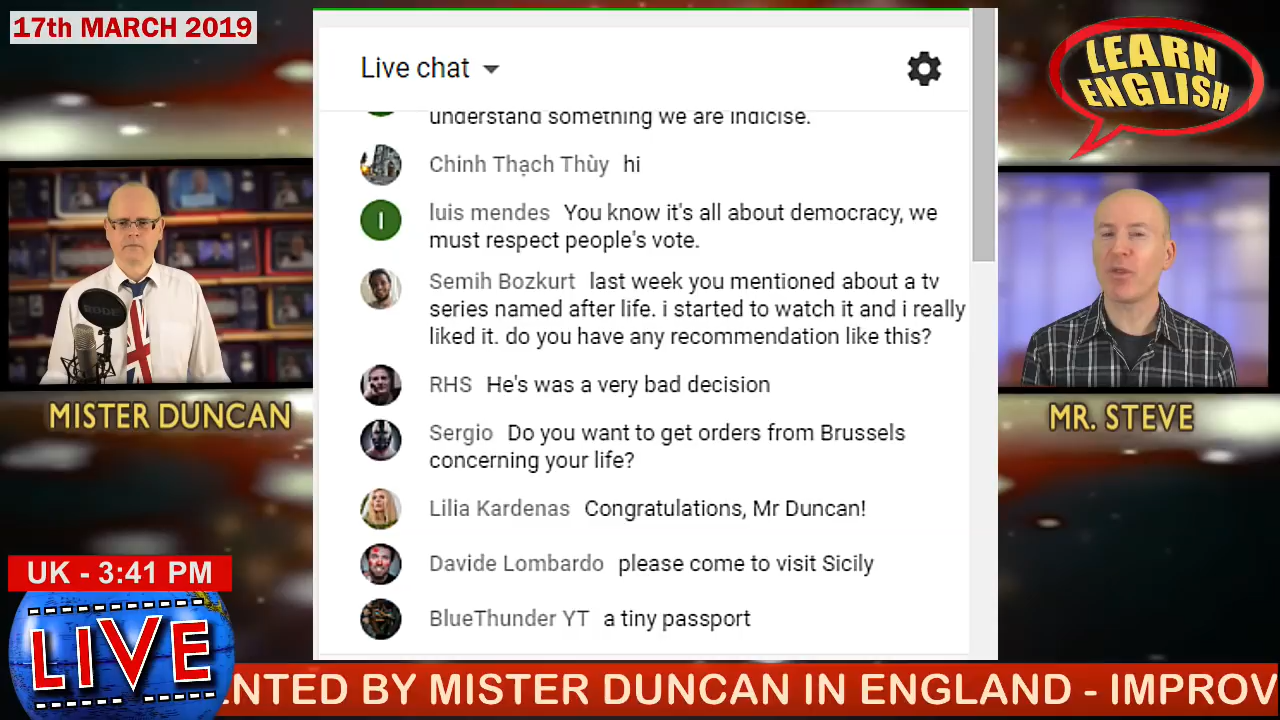 17th MARCH 2019
LEARN
ENGLISH
Live chat
understand something we are indicise.
Chinh Thạch Thùy hi
luis mendes You know it's all about democracy, we
must respect people's vote.
Semih Bozkurt last week you mentioned about a tv
series named after life. i started to watch it and i really
liked it. do you have any recommendation like this?
RHS He's was a very bad decision
Sergio Do you want to get orders from Brussels
concerning your life?
Lilia Kardenas Congratulations, Mr Duncan!
Davide Lombardo please come to visit Sicily
BlueThunder YT a tiny passport
RODE
MISTER DUNCAN
MR. STEVE
UK - 3:41 PM
LIVE
NTED BY MISTER DUNCAN IN ENGLAND - IMPROV